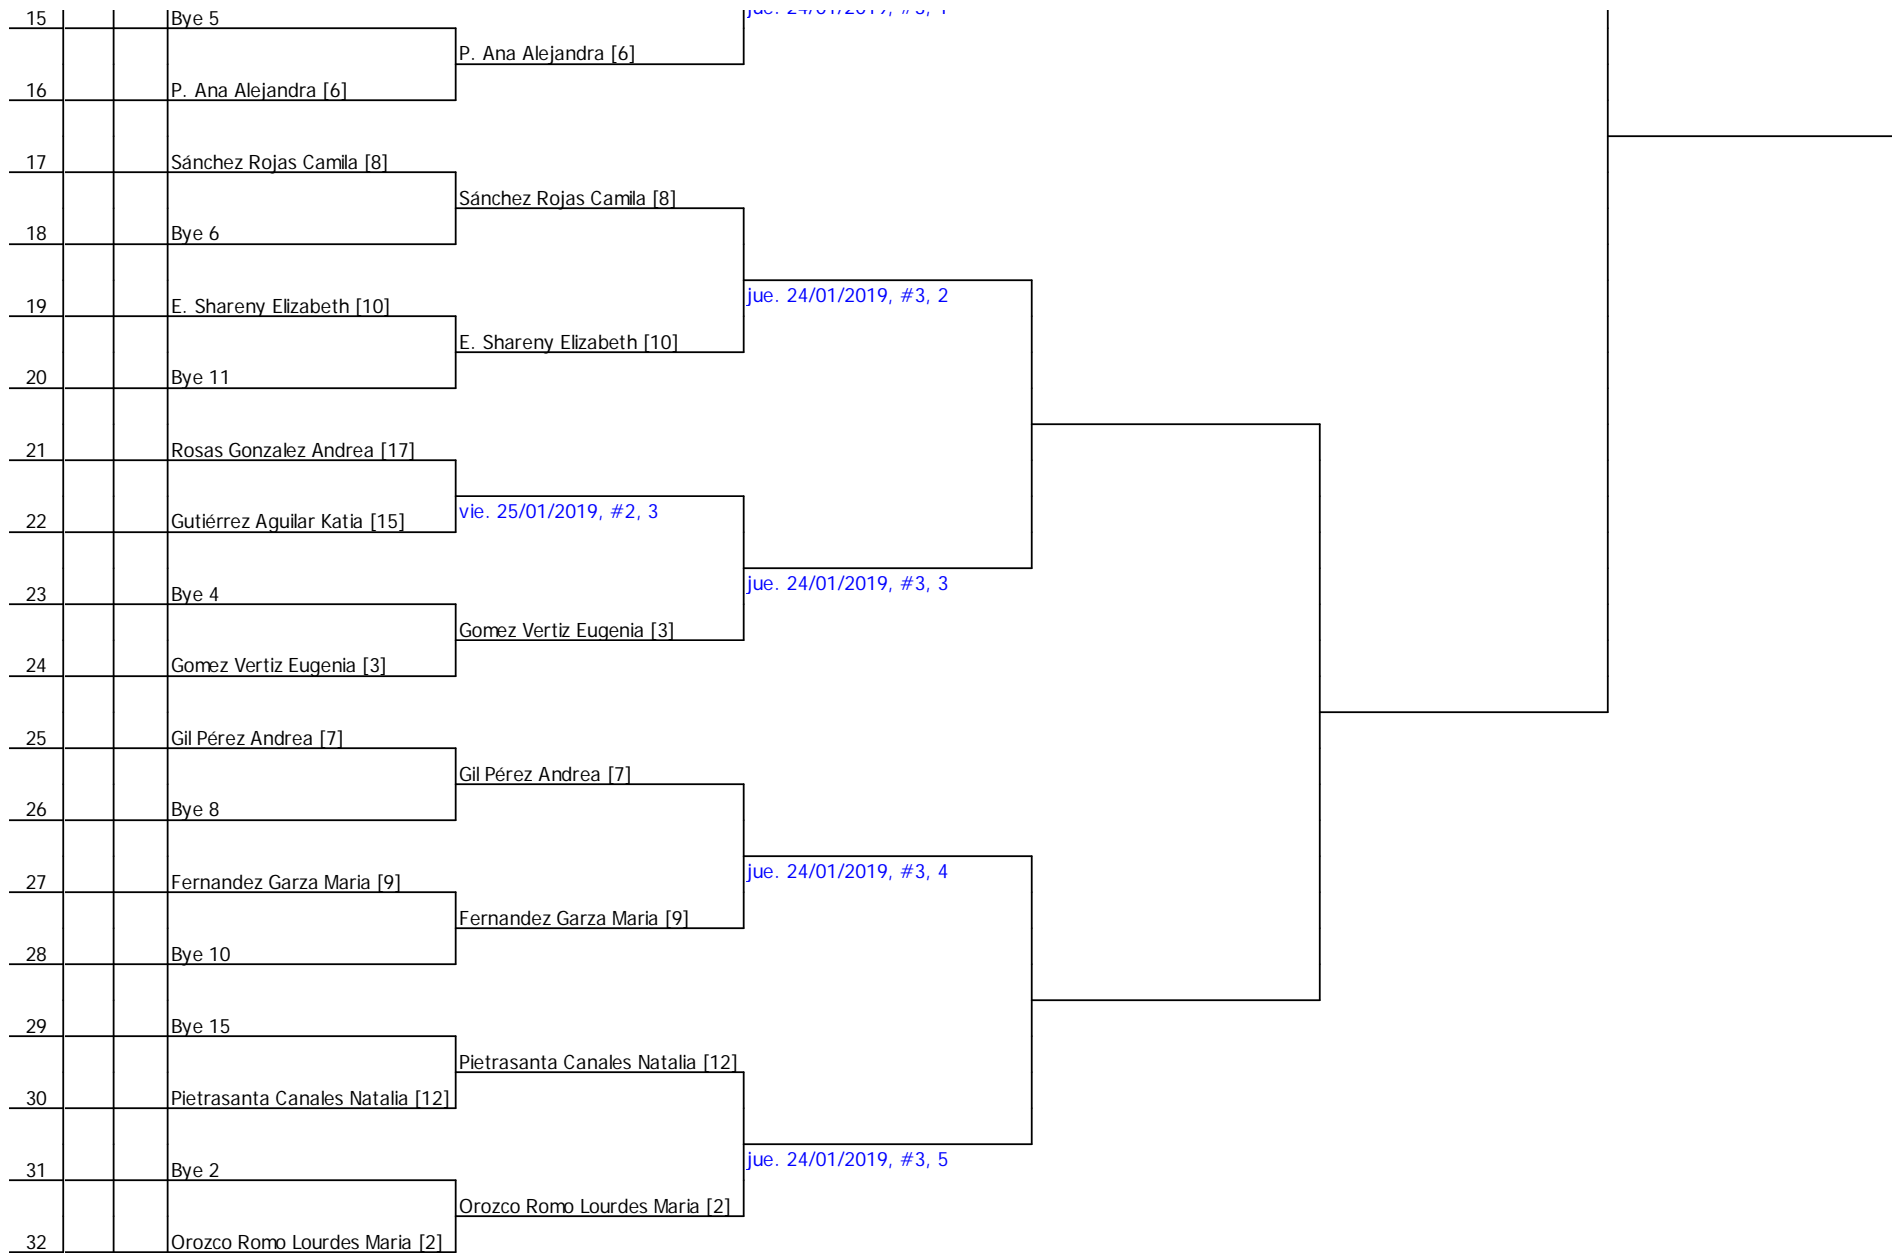 15 Bye 5
P. Ana Alejandra [6]
16 P. Ana Alejandra [6]
17 Sánchez Rojas Camila [8]
Sánchez Rojas Camila [8]
18 Bye 6
jue. 24/01/2019, #3, 2
19 E. Shareny Elizabeth [10]
E. Shareny Elizabeth [10]
20 Bye 11
21 Rosas Gonzalez Andrea [17]
vie. 25/01/2019, #2, 3
22 Gutiérrez Aguilar Katia [15]
jue. 24/01/2019, #3, 3
23 Bye 4
Gomez Vertiz Eugenia [3]
24 Gomez Vertiz Eugenia [3]
25 Gil Pérez Andrea [7]
Gil Pérez Andrea [7]
26 Bye 8
jue. 24/01/2019, #3, 4
27 Fernandez Garza Maria [9]
Fernandez Garza Maria [9]
28 Bye 10
29 Bye 15
Pietrasanta Canales Natalia [12]
30 Pietrasanta Canales Natalia [12]
jue. 24/01/2019, #3, 5
31 Bye 2
Orozco Romo Lourdes Maria [2]
32 Orozco Romo Lourdes Maria [2]